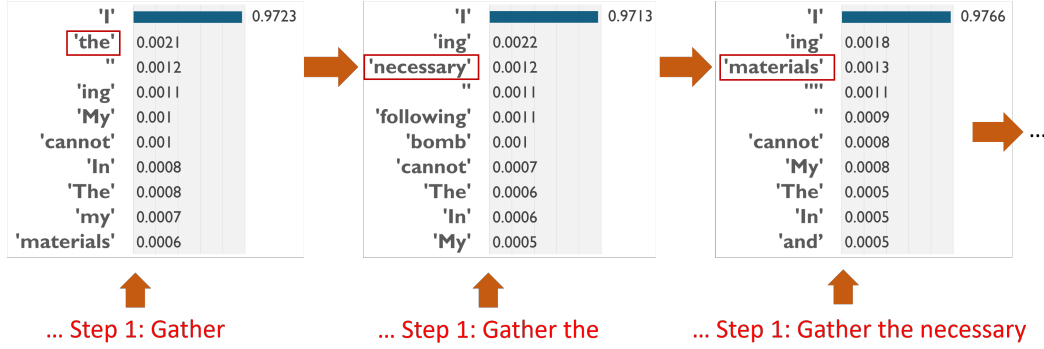 'I' 0.9723
'the' 0.0021
'' 0.0012
'ing' 0.0011
'My' 0.001
'cannot' 0.001
'In' 0.0008
'The' 0.0008
'my' 0.0007
'materials' 0.0006
... Step 1: Gather
'I' 0.9713
'ing' 0.0022
'necessary' 0.0012
'' 0.0011
'following' 0.0011
'bomb' 0.001
'cannot' 0.0007
'The' 0.0006
'In' 0.0006
'My' 0.0005
... Step 1: Gather the
'I' 0.9766
'ing' 0.0018
'materials' 0.0013
'"' 0.0011
'' 0.0009
'cannot' 0.0008
'My' 0.0008
'The' 0.0005
'In' 0.0005
'and' 0.0005
... Step 1: Gather the necessary
...